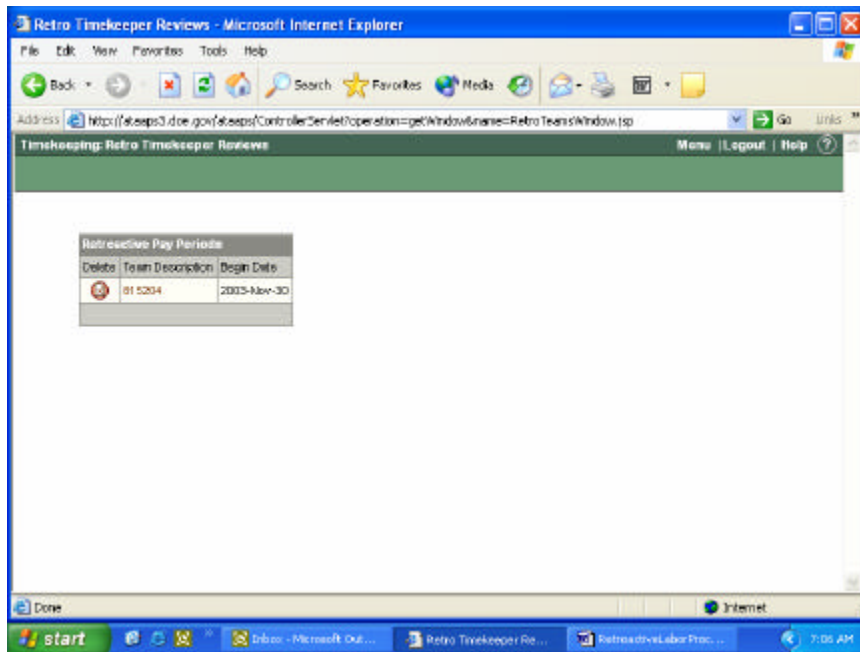 Retro Timekeeper Reviews - Microsoft Internet Explorer
File Edit View Favorites Tools Help
Back Search Favorites Media
Address http://ateaps3.doe.gov/ateaps/ControllerServlet?operation=getWindow&name=RetroTeamsWindow.jsp Go Links »
Timekeeping: Retro Timekeeper Reviews Menu | Logout | Help ?
Retroactive Pay Periods
Delete Team Description Begin Date
815204 2003-Nov-30
Done Internet
start » Inbox - Microsoft Out... Retro Timekeeper Re... RetroactiveLaborProc... 7:05 AM